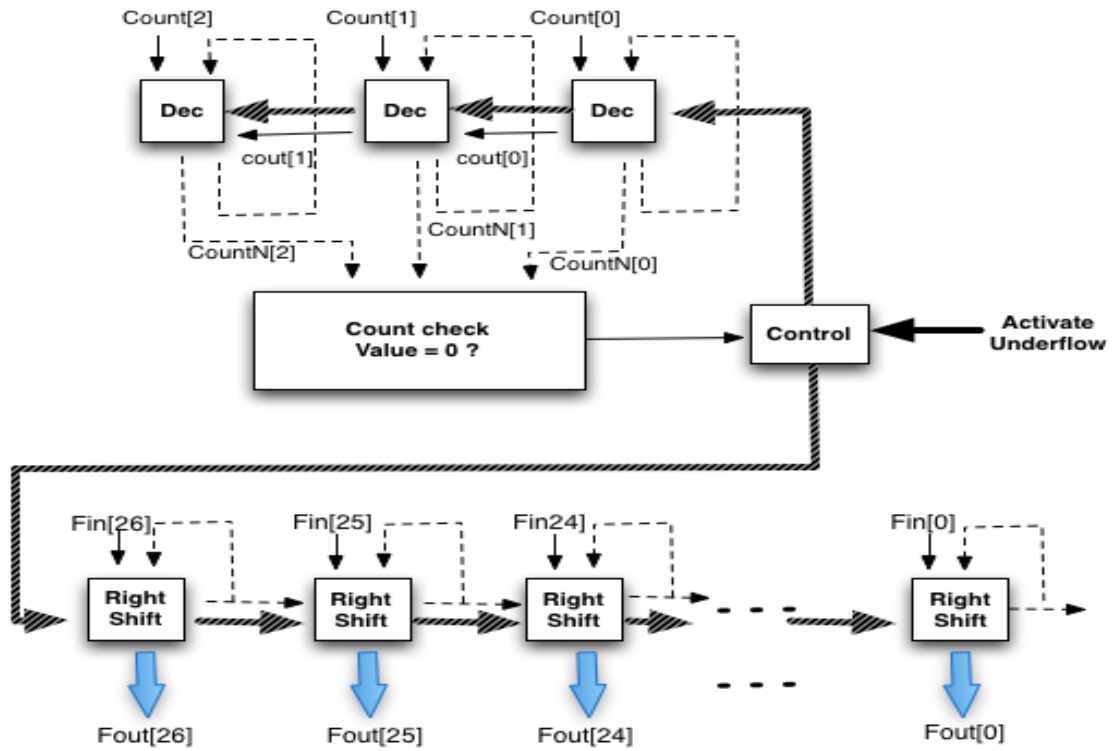 Count[2]
Count[1]
Count[0]
Dec
Dec
Dec
cout[1]
cout[0]
CountN[2]
CountN[1]
CountN[0]
Count check
Value = 0 ?
Control
Activate
Underflow
Fin[26]
Fin[25]
Fin24]
Fin[0]
Right
Shift
Right
Shift
Right
Shift
Right
Shift
Fout[26]
Fout[25]
Fout[24]
Fout[0]